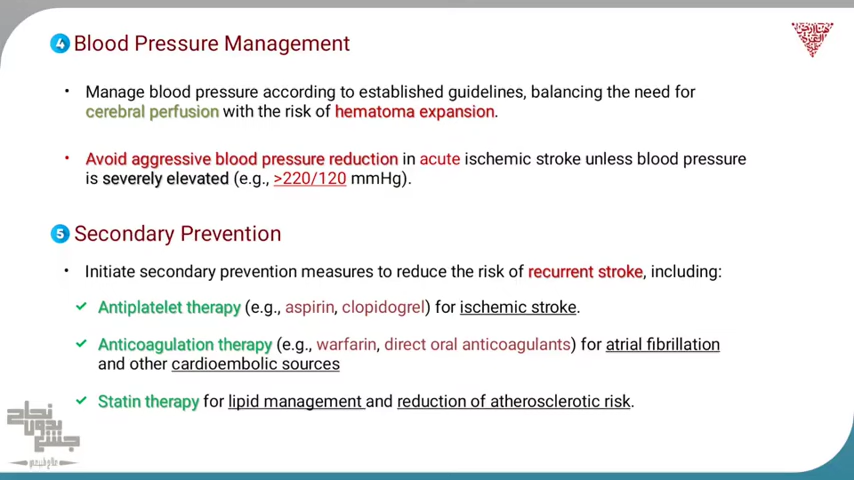 4 Blood Pressure Management
• Manage blood pressure according to established guidelines, balancing the need for
cerebral perfusion with the risk of hematoma expansion.
• Avoid aggressive blood pressure reduction in acute ischemic stroke unless blood pressure
is severely elevated (e.g., >220/120 mmHg).
5 Secondary Prevention
• Initiate secondary prevention measures to reduce the risk of recurrent stroke, including:
✓ Antiplatelet therapy (e.g., aspirin, clopidogrel) for ischemic stroke.
✓ Anticoagulation therapy (e.g., warfarin, direct oral anticoagulants) for atrial fibrillation
and other cardioembolic sources
✓ Statin therapy for lipid management and reduction of atherosclerotic risk.
نجاح
بدون